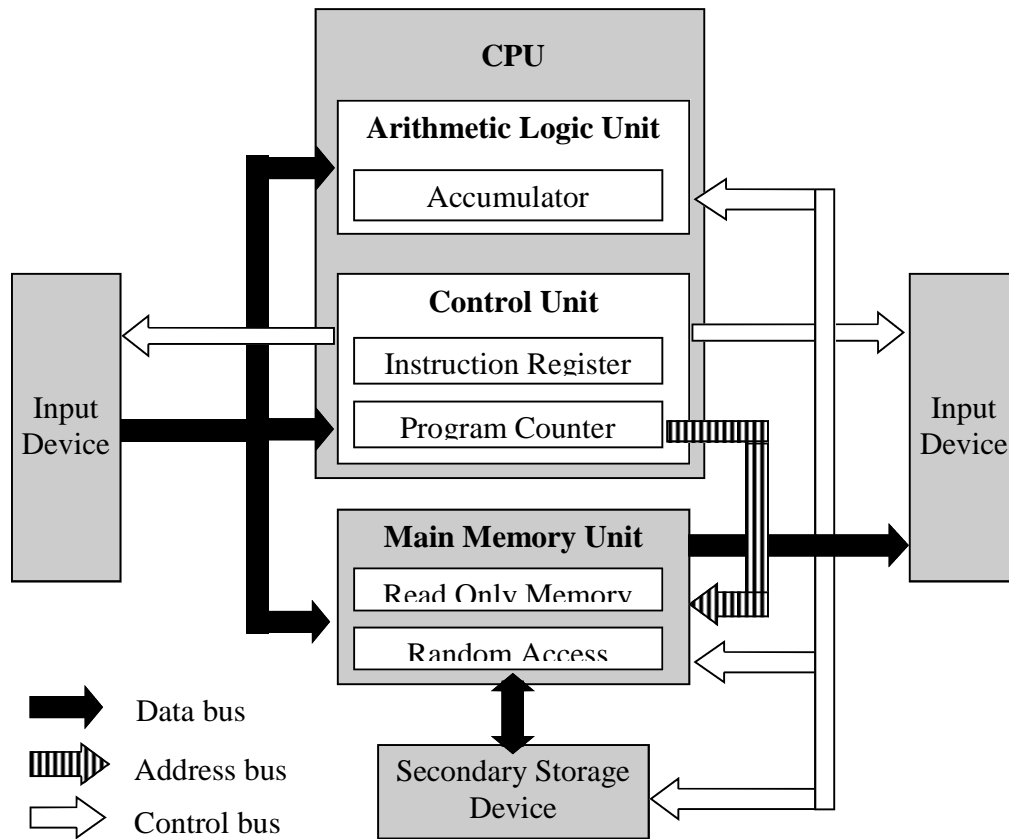 CPU
Arithmetic Logic Unit
Accumulator
Control Unit
Instruction Register
Program Counter
Input
Device
Input
Device
Main Memory Unit
Read Only Memory
Random Access
Secondary Storage
Device
Data bus
Address bus
Control bus